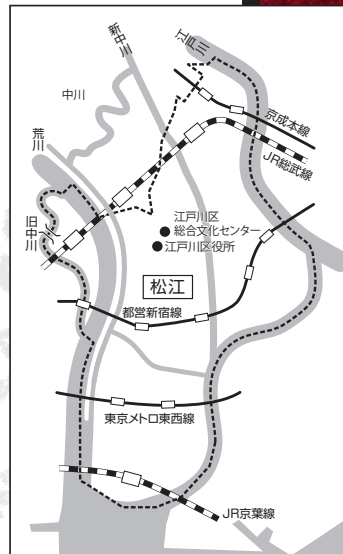 新中川
江戸川
中川
京成本線
荒川
JR総武線
旧中川
江戸川区
総合文化センター
江戸川区役所
松江
都営新宿線
東京メトロ東西線
JR京葉線